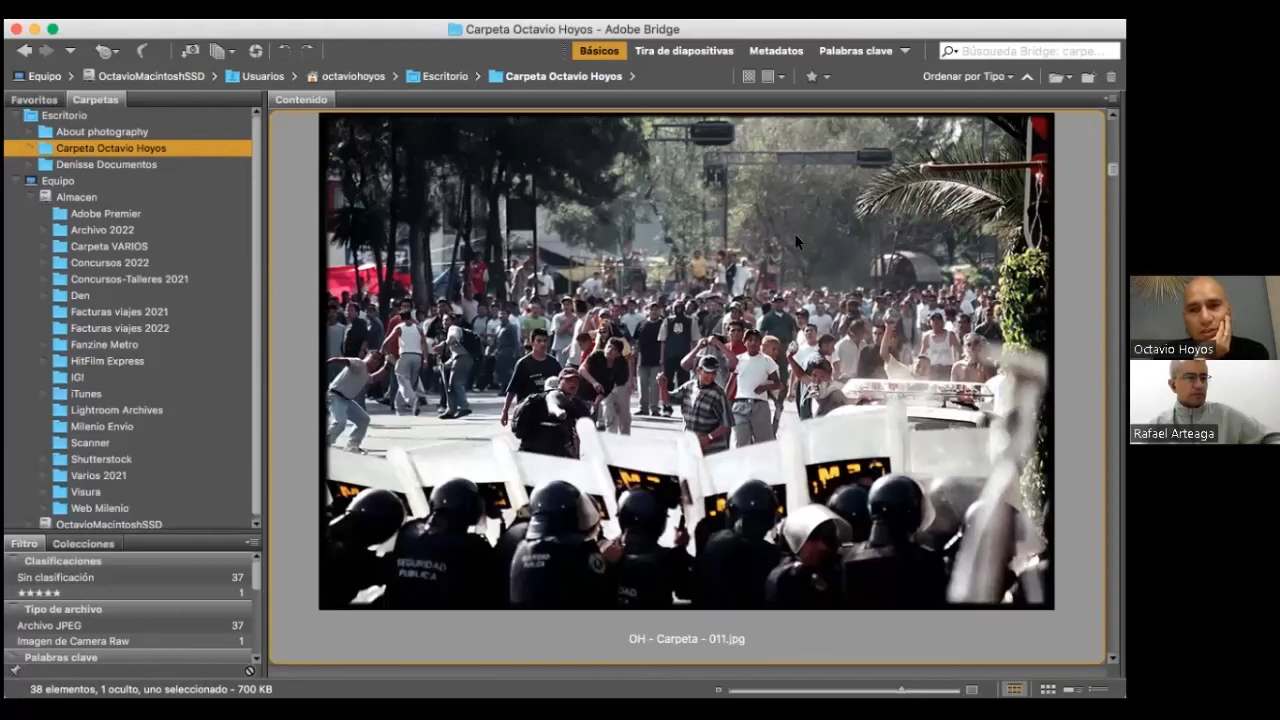 Carpeta Octavio Hoyos - Adobe Bridge
Básicos Tira de diapositivas Metadatos Palabras clave Búsqueda Bridge: carpe...
Equipo OctavioMacintoshSSD Usuarios octaviohoyos Escritorio Carpeta Octavio Hoyos Ordenar por Tipo
Favoritos Carpetas Contenido
Escritorio
About photography
Carpeta Octavio Hoyos
Denisse Documentos
Equipo
Almacen
Adobe Premier
Archivo 2022
Carpeta VARIOS
Concursos 2022
Concursos-Talleres 2021
Den
Facturas viajes 2021
Facturas viajes 2022
Fanzine Metro
HitFilm Express
IG!
iTunes
Lightroom Archives
Milenio Envio
Scanner
Shutterstock
Varios 2021
Visura
Web Milenio
OctavioMacintoshSSD
Filtro Colecciones
Clasificaciones
Sin clasificación 37
★★★★★ 1
Tipo de archivo
Archivo JPEG 37
Imagen de Camera Raw 1
Palabras clave
38 elementos, 1 oculto, uno seleccionado - 700 KB
SEGURIDAD
PUBLICA
OH - Carpeta - 011.jpg
Octavio Hoyos
Rafael Arteaga